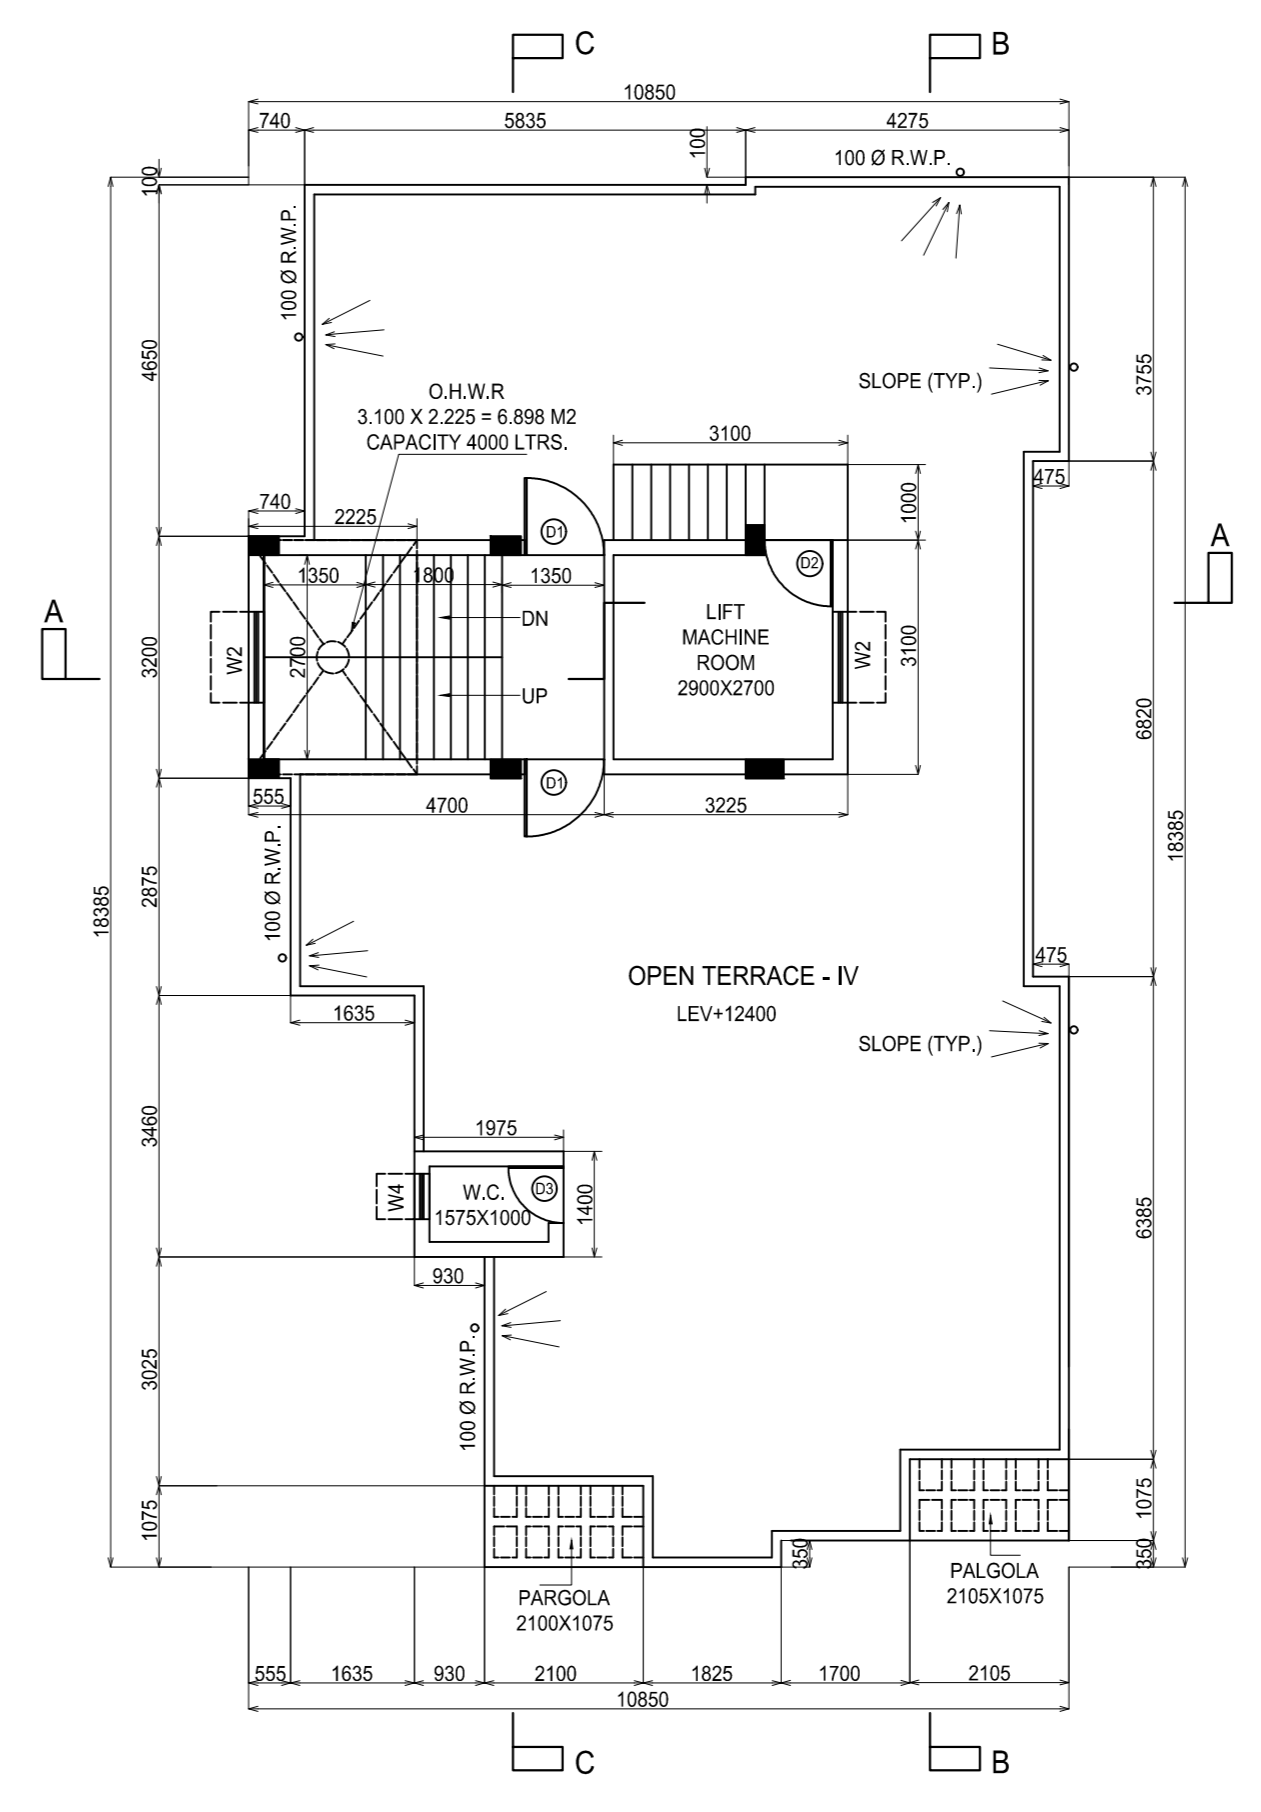 C
B
10850
740
5835
4275
100
100
100 Ø R.W.P.
100 Ø R.W.P.
4650
3755
SLOPE (TYP.)
O.H.W.R
3.100 X 2.225 = 6.898 M2
CAPACITY 4000 LTRS.
3100
475
1000
740
2225
D1
A
1350
1800
1350
D2
A
DN
LIFT
MACHINE
ROOM
2900X2700
3200
W2
2700
W2
3100
UP
6820
D1
555
4700
3225
18385
18385
2875
100 Ø R.W.P.
475
OPEN TERRACE - IV
LEV+12400
1635
SLOPE (TYP.)
3460
1975
W4
W.C.
1575X1000
D3
1400
6385
930
3025
100 Ø R.W.P.
1075
1075
350
350
PARGOLA
2100X1075
PALGOLA
2105X1075
555
1635
930
2100
1825
1700
2105
10850
C
B